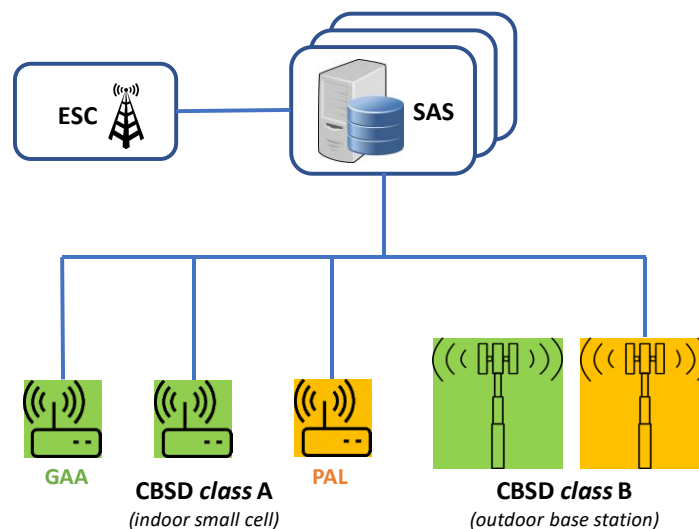 ESC
SAS
GAA
PAL
CBSD class A
(indoor small cell)
CBSD class B
(outdoor base station)